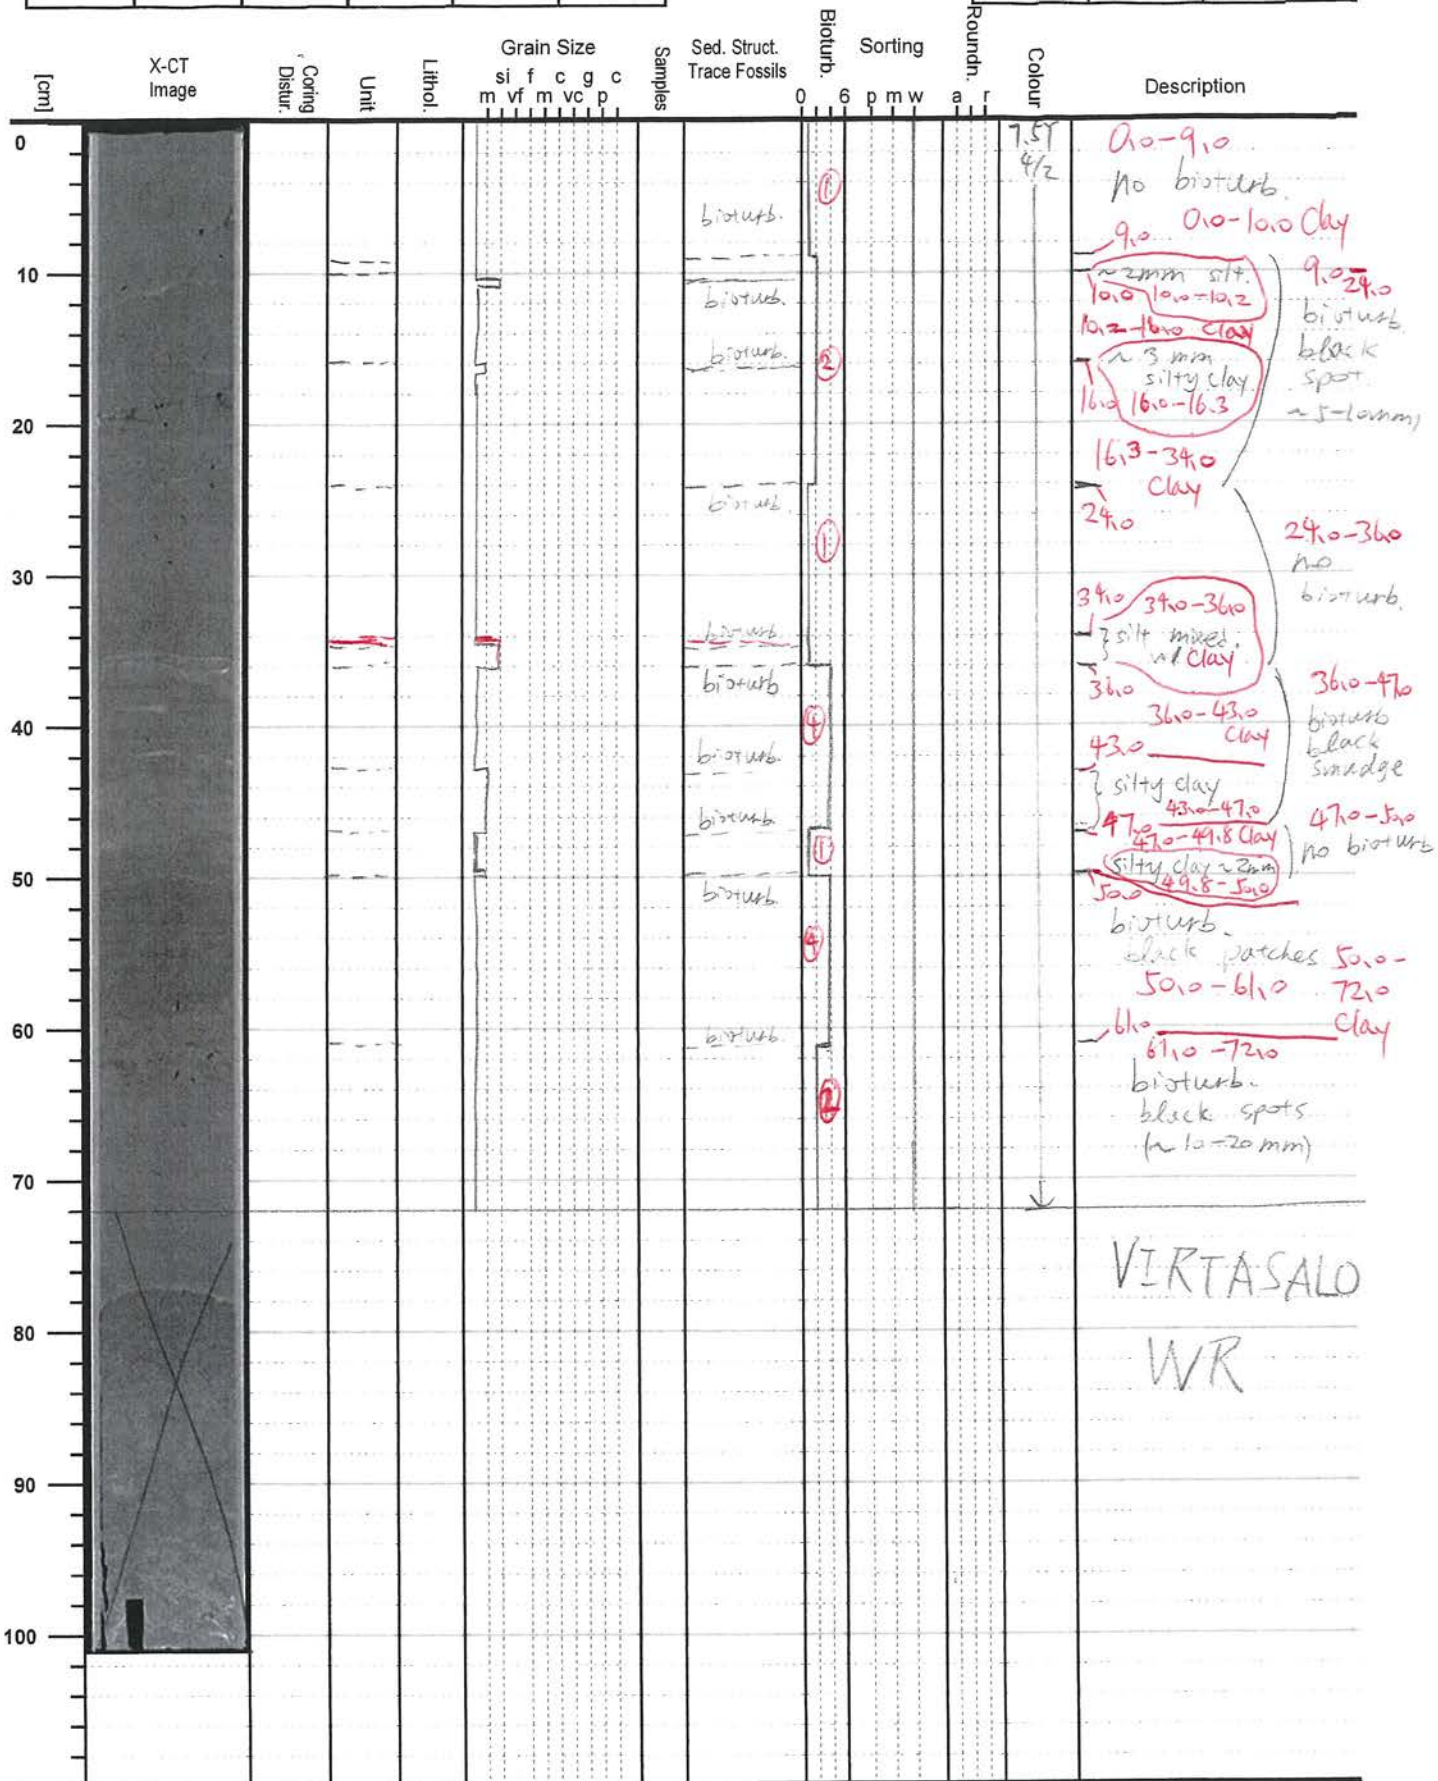 [cm]
X-CT
Image
Coring
Distur.
Unit
Lithol.
Grain Size
si f c g c
m vf m vc p
Samples
Sed. Struct.
Trace Fossils
Bioturb.
0 6
Sorting
p m w
Roundn.
a r
Colour
Description
0
10
20
30
40
50
60
70
80
90
100
bioturb.
bioturb.
bioturb.
bioturb.
bioturb.
bioturb.
bioturb.
bioturb.
bioturb.
1
2
1
4
1
4
2
7.5Y
4/2
0.0-9.0
no bioturb.
0.0-10.0 Clay
9.0
~2mm silt.
10.0 10.0-10.2
10.2-16.0 Clay
~3 mm
silty clay
16.0 16.0-16.3
9.0-24.0
bioturb.
black
spot.
~5-10mm)
16.3-34.0
Clay
24.0
24.0-36.0
no
bioturb.
34.0 34.0-36.0
silt mixed
w/ Clay
36.0
36.0-43.0
Clay
43.0
silty clay
43.0-47.0
36.0-47.0
bioturb
black
smudge
47.0
47.0-49.8 Clay
silty clay ~2mm
49.8-50.0
50.0
47.0-50.0
no bioturb
bioturb.
black patches
50.0-61.0
50.0-
72.0
Clay
61.0
61.0-72.0
bioturb.
black spots
(~10-20mm)
VIRTASALO
WR